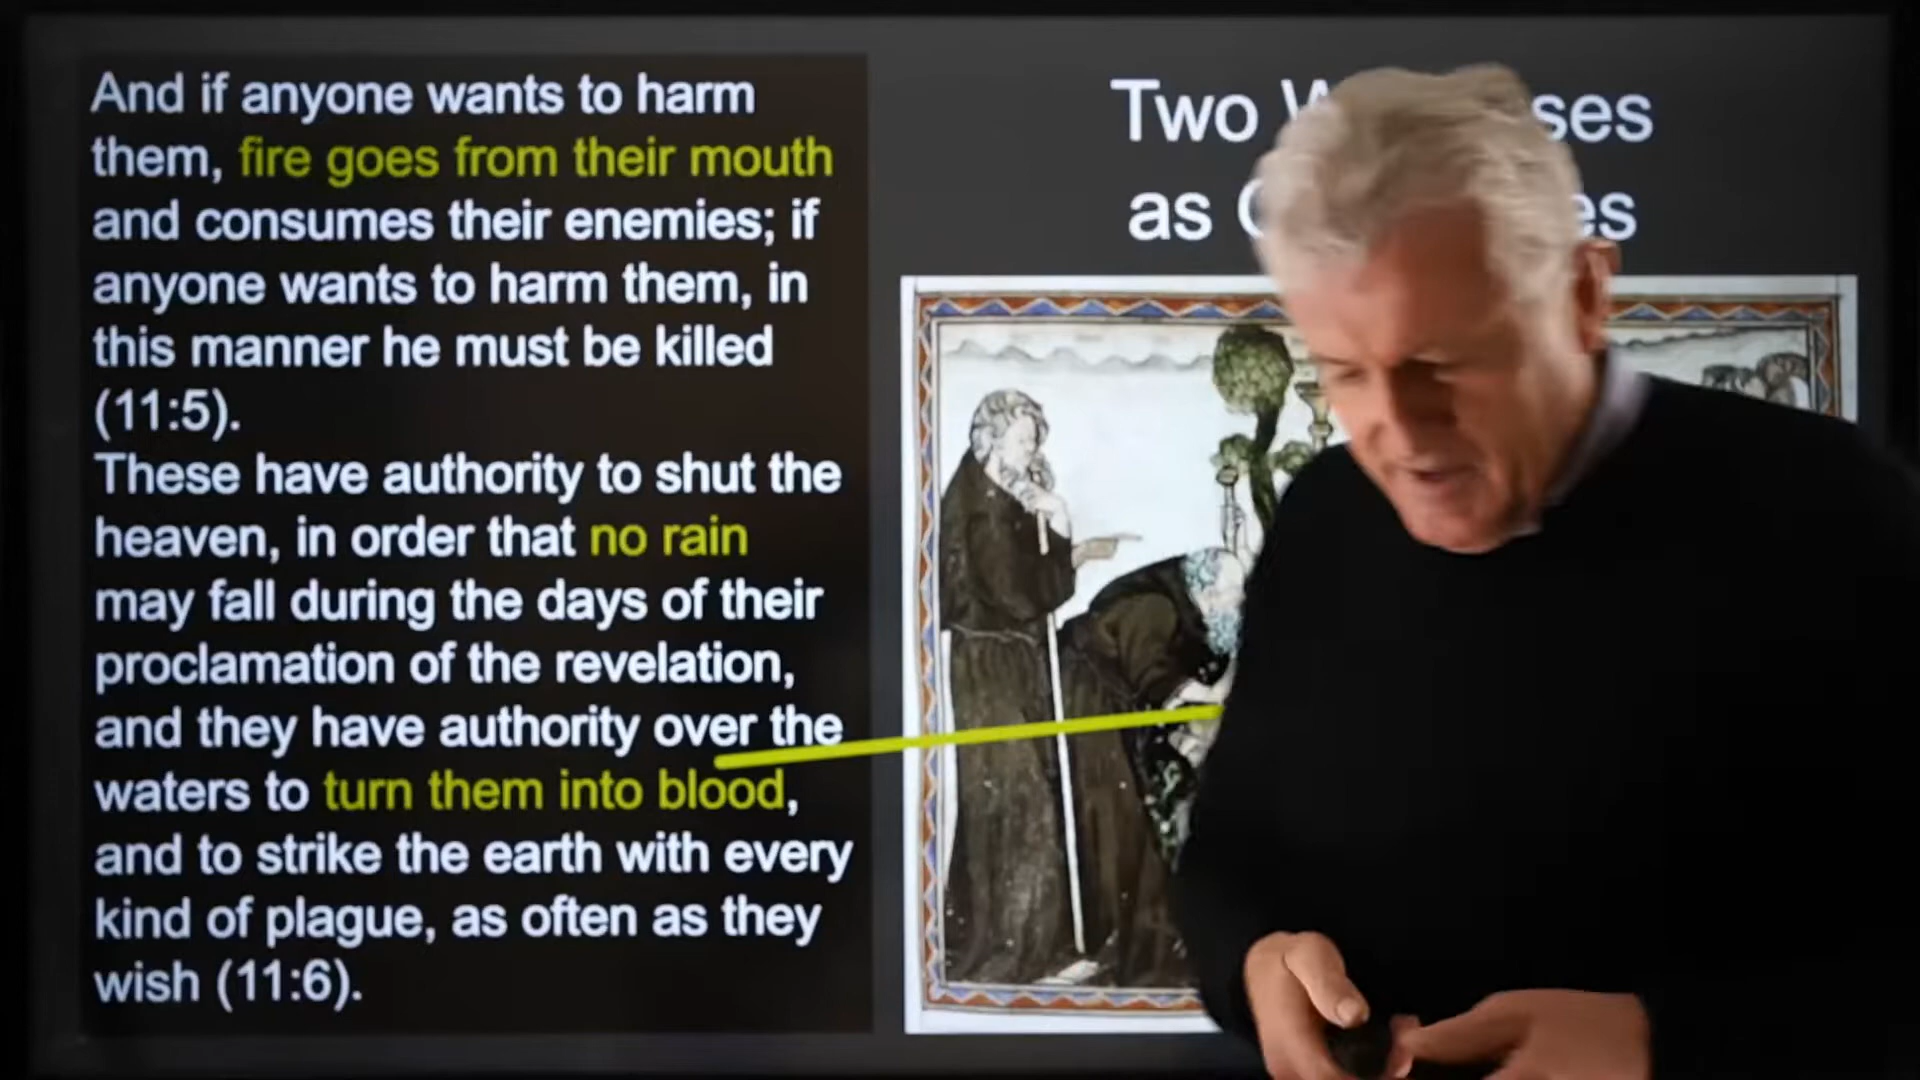 And if anyone wants to harm
them, fire goes from their mouth
and consumes their enemies; if
anyone wants to harm them, in
this manner he must be killed
(11:5).
These have authority to shut the
heaven, in order that no rain
may fall during the days of their
proclamation of the revelation,
and they have authority over the
waters to turn them into blood,
and to strike the earth with every
kind of plague, as often as they
wish (11:6).
Two
as